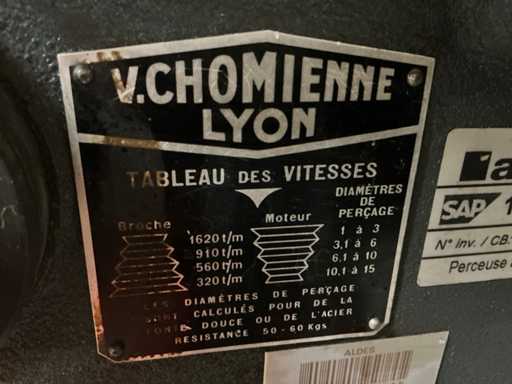 V.CHOMIENNE
LYON
TABLEAU DES VITESSES
Broche
Moteur
DIAMÈTRES
DE
PERÇAGE
1620 t/m
1 à 3
910 t/m
3,1 à 6
560 t/m
6,1 à 10
320 t/m
10,1 à 15
LES DIAMÈTRES DE PERÇAGE
SONT CALCULÉS POUR DE LA
FONTE DOUCE OU DE L'ACIER
RESISTANCE 50-60 Kgs
SAP
N° Inv. / CB
Perceuse
ALDES